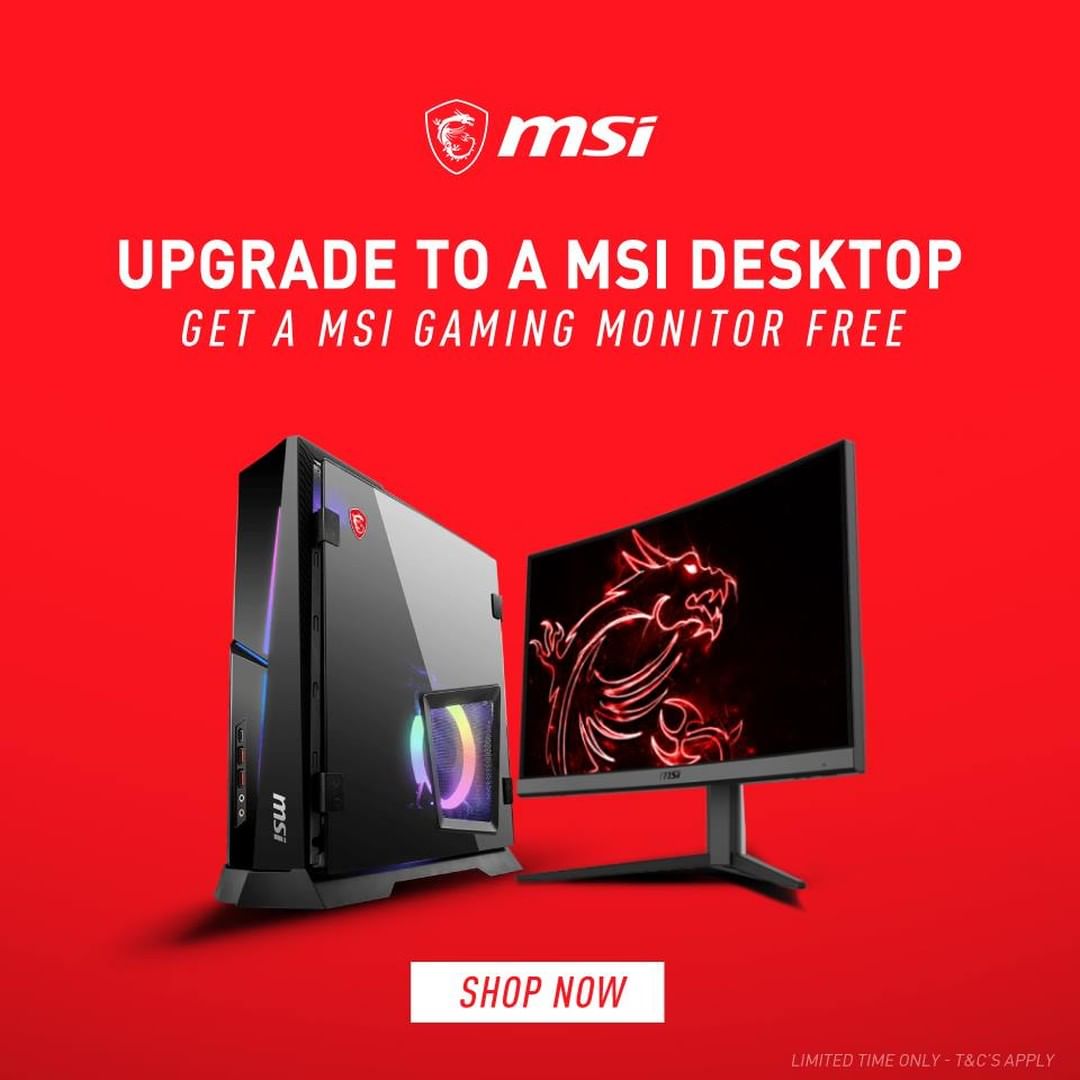 msi
UPGRADE TO A MSI DESKTOP
GET A MSI GAMING MONITOR FREE
msi
msi
SHOP NOW
LIMITED TIME ONLY - T&C'S APPLY